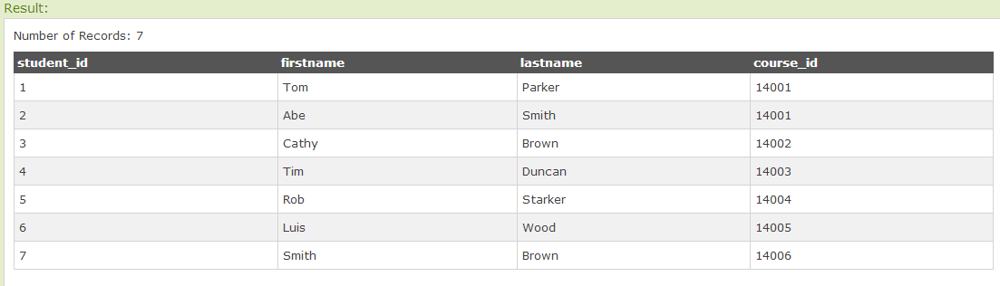 Result:
Number of Records: 7
student_id firstname lastname course_id
1 Tom Parker 14001
2 Abe Smith 14001
3 Cathy Brown 14002
4 Tim Duncan 14003
5 Rob Starker 14004
6 Luis Wood 14005
7 Smith Brown 14006